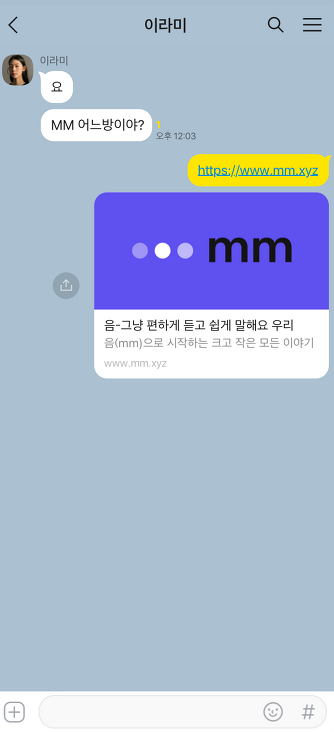 이라미
이라미
요
MM 어느방이야?
1
오후 12:03
https://www.mm.xyz
mm
음-그냥 편하게 듣고 쉽게 말해요 우리
음(mm)으로 시작하는 크고 작은 모든 이야기
www.mm.xyz
#